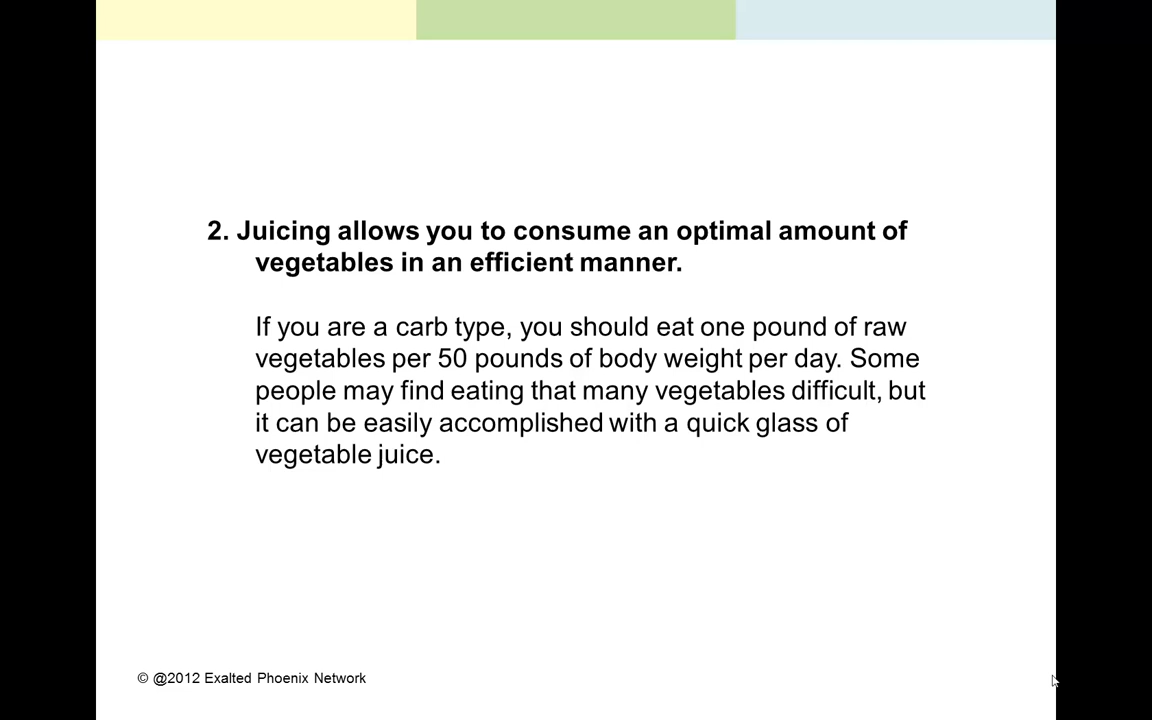 2. Juicing allows you to consume an optimal amount of
vegetables in an efficient manner.
If you are a carb type, you should eat one pound of raw
vegetables per 50 pounds of body weight per day. Some
people may find eating that many vegetables difficult, but
it can be easily accomplished with a quick glass of
vegetable juice.
© @2012 Exalted Phoenix Network